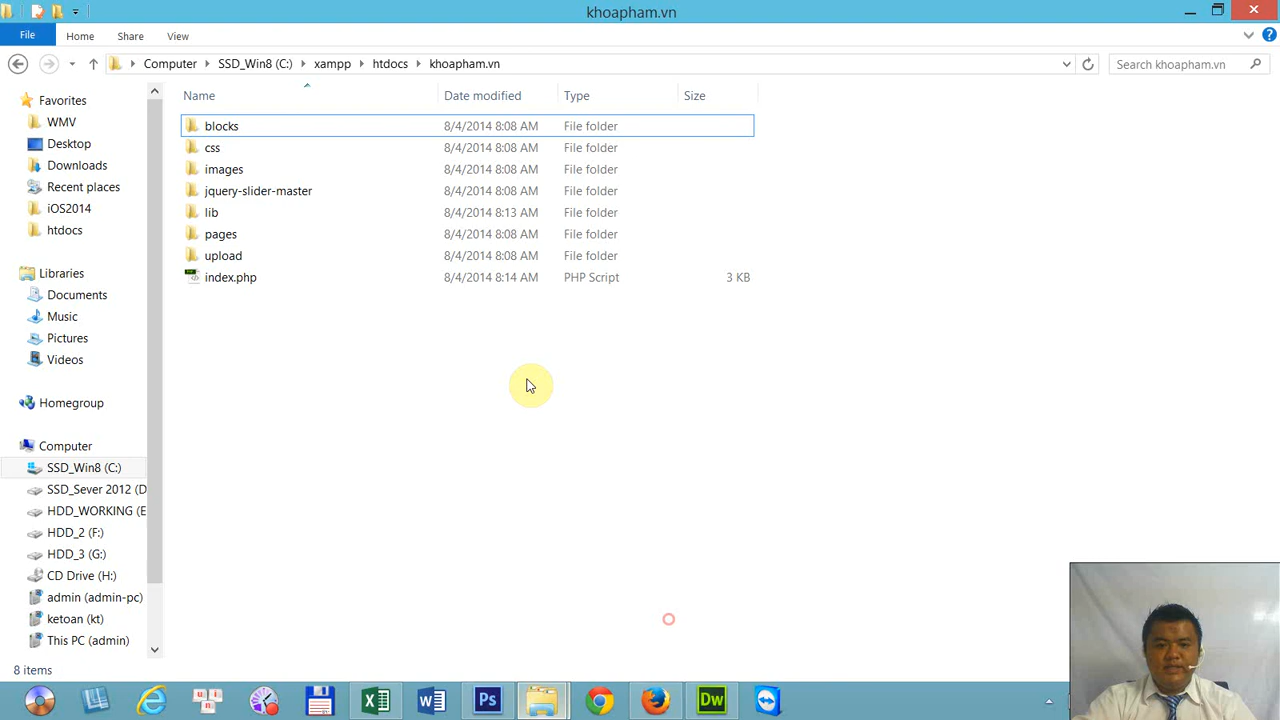 khoapham.vn
File Home Share View
Computer SSD_Win8 (C:) xampp htdocs khoapham.vn
Search khoapham.vn
Name Date modified Type Size
blocks 8/4/2014 8:08 AM File folder
css 8/4/2014 8:08 AM File folder
images 8/4/2014 8:08 AM File folder
jquery-slider-master 8/4/2014 8:08 AM File folder
lib 8/4/2014 8:13 AM File folder
pages 8/4/2014 8:08 AM File folder
upload 8/4/2014 8:08 AM File folder
index.php 8/4/2014 8:14 AM PHP Script 3 KB
Favorites
WMV
Desktop
Downloads
Recent places
iOS2014
htdocs
Libraries
Documents
Music
Pictures
Videos
Homegroup
Computer
SSD_Win8 (C:)
SSD_Sever 2012 (D
HDD_WORKING (E
HDD_2 (F:)
HDD_3 (G:)
CD Drive (H:)
admin (admin-pc)
ketoan (kt)
This PC (admin)
8 items
Ps
Dw